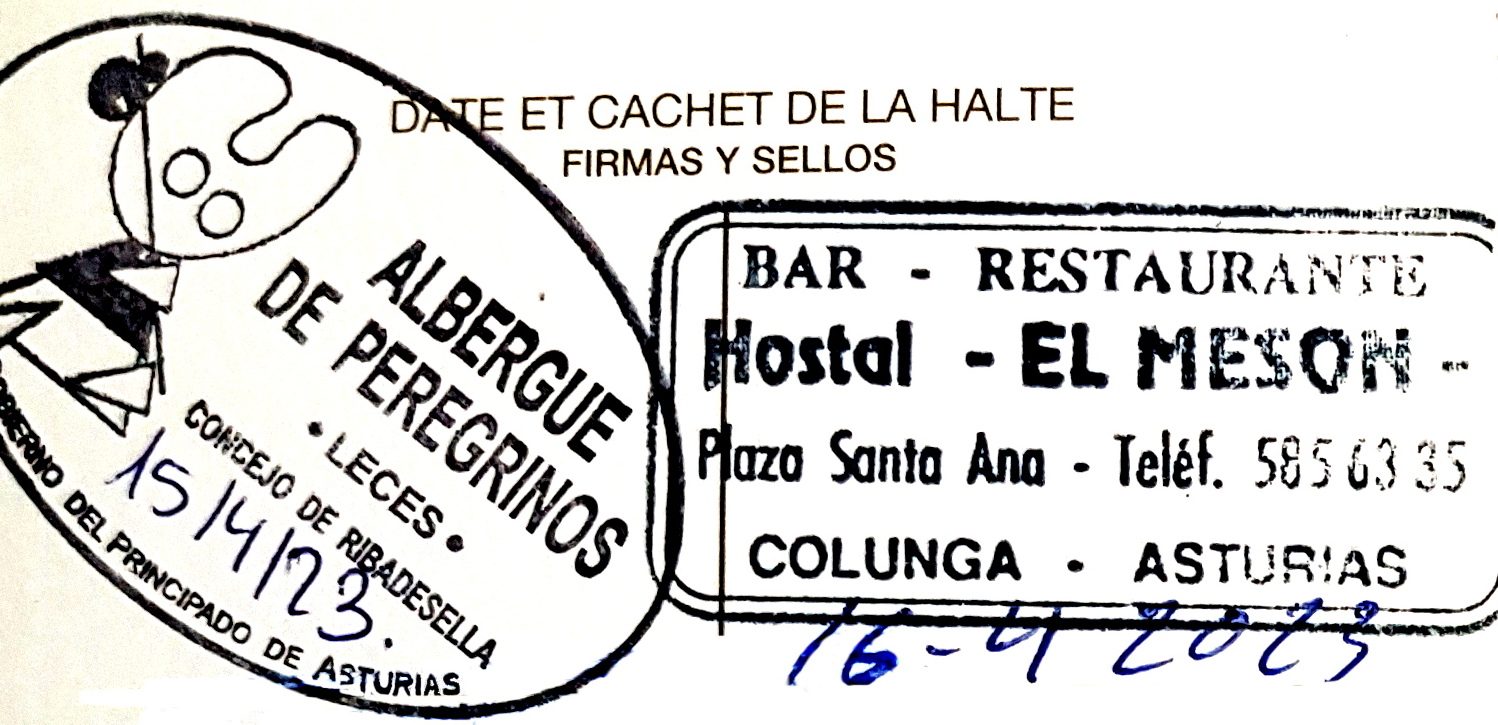 DATE ET CACHET DE LA HALTE
FIRMAS Y SELLOS
ALBERGUE
DE PEREGRINOS
• LECES •
CONCEJO DE RIBADESELLA
15/4/23.
DEL PRINCIPADO DE ASTURIAS
BAR - RESTAURANTE
Hostal - EL MESON -
Plaza Santa Ana - Teléf. 585 63 35
COLUNGA - ASTURIAS
16-4 2023